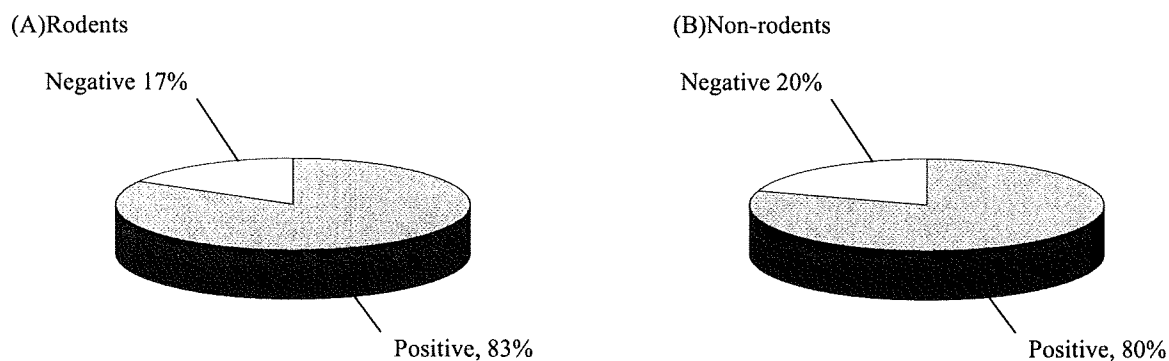 (A)Rodents
Negative 17%
Positive, 83%
(B)Non-rodents
Negative 20%
Positive, 80%